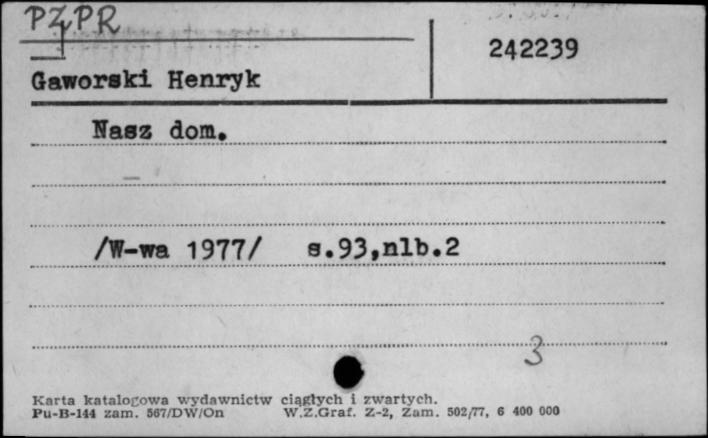 PZPR
242239
Gaworski Henryk
Nasz dom.
/W-wa 1977/ s.93,nlb.2
3
Karta katalogowa wydawnictw ciągłych i zwartych.
Pu-B-144 zam. 567/DW/On W.Z.Graf. Z-2, Zam. 502/77, 6 400 000